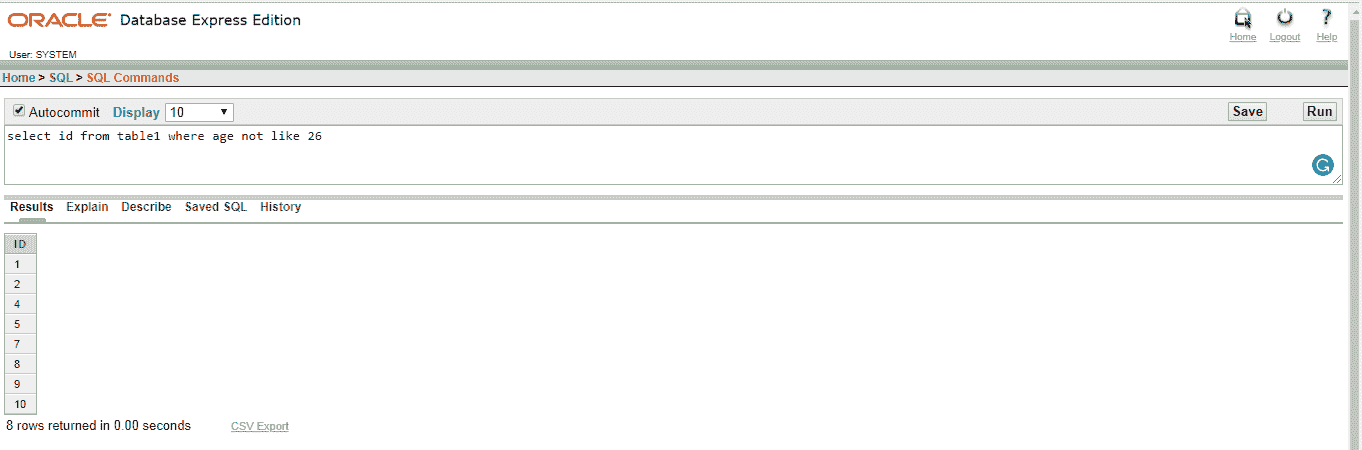 ORACLE Database Express Edition
Home Logout Help
User: SYSTEM
Home > SQL > SQL Commands
Autocommit Display 10 Save Run
select id from table1 where age not like 26
Results Explain Describe Saved SQL History
ID
1
2
4
5
7
8
9
10
8 rows returned in 0.00 seconds CSV Export